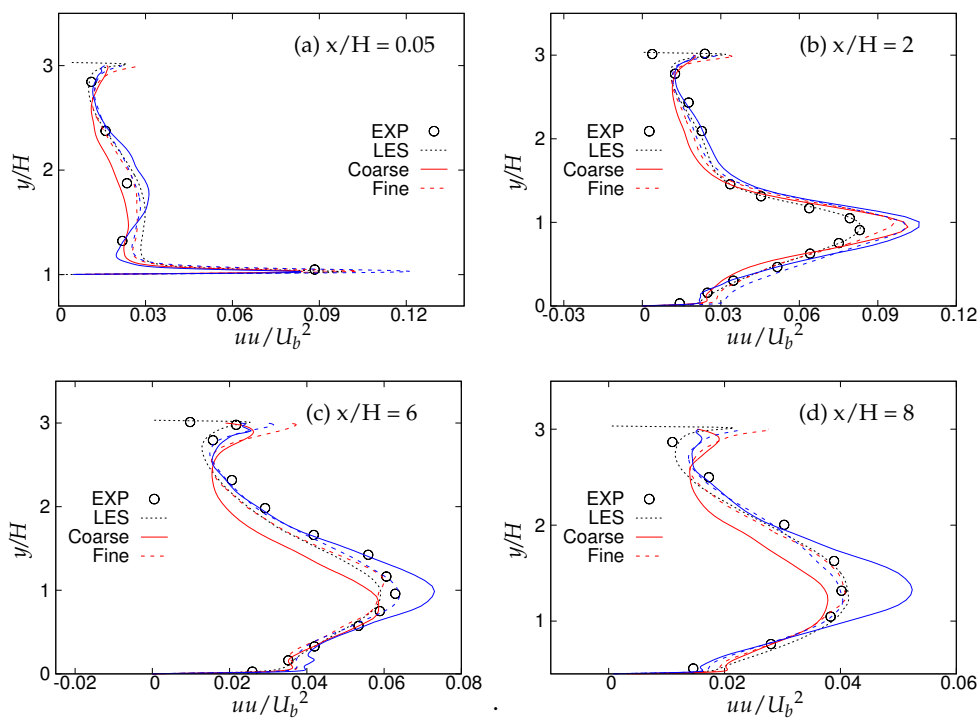 (a) x/H = 0.05
y/H
3
2
1
EXP
LES
Coarse
Fine
0 0.03 0.06 0.09 0.12
uu/U_b^2
(b) x/H = 2
y/H
3
2
1
0
EXP
LES
Coarse
Fine
-0.03 0 0.03 0.06 0.09 0.12
uu/U_b^2
(c) x/H = 6
y/H
3
2
1
0
EXP
LES
Coarse
Fine
-0.02 0 0.02 0.04 0.06 0.08
uu/U_b^2
.
(d) x/H = 8
y/H
3
2
1
EXP
LES
Coarse
Fine
0 0.02 0.04 0.06
uu/U_b^2